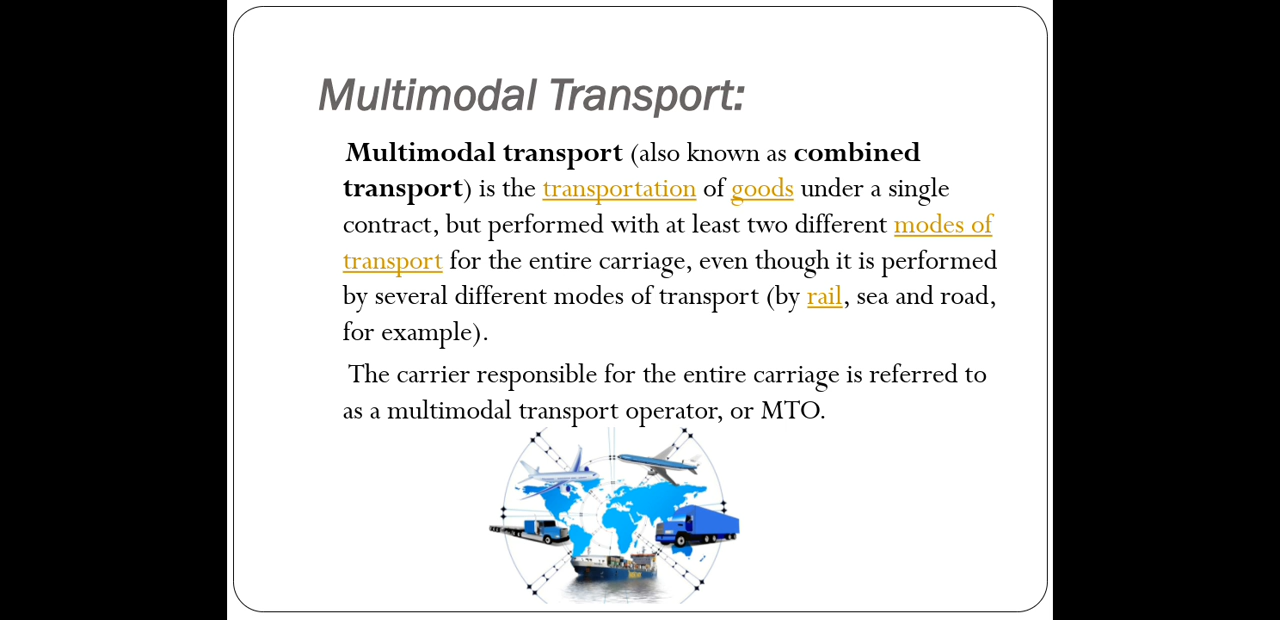 Multimodal Transport:
Multimodal transport (also known as combined
transport) is the transportation of goods under a single
contract, but performed with at least two different modes of
transport for the entire carriage, even though it is performed
by several different modes of transport (by rail, sea and road,
for example).
The carrier responsible for the entire carriage is referred to
as a multimodal transport operator, or MTO.